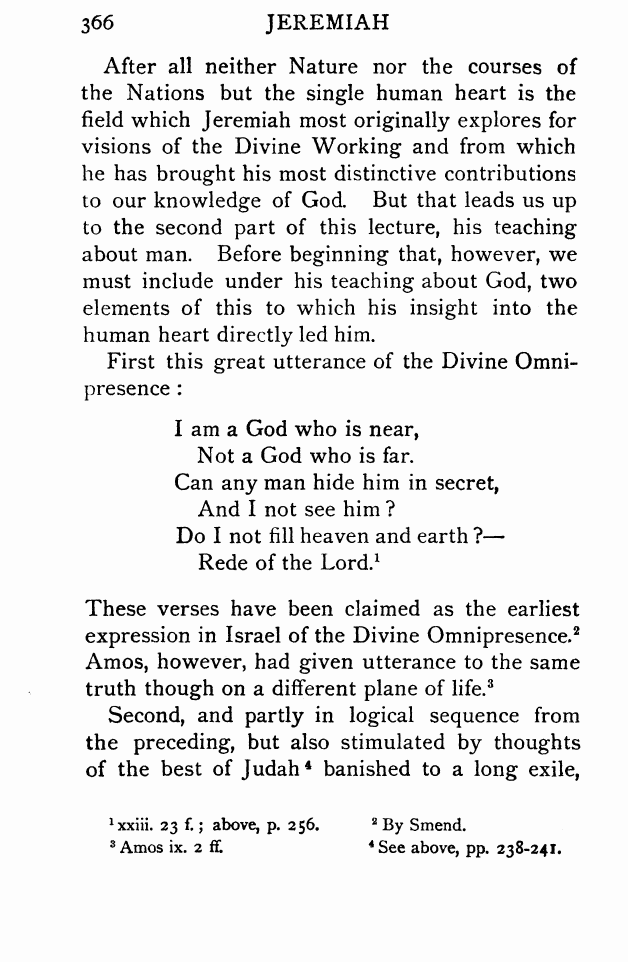 366 JEREMIAH
After all neither Nature nor the courses of
the Nations but the single human heart is the
field which Jeremiah most originally explores for
visions of the Divine Working and from which
he has brought his most distinctive contributions
to our knowledge of God. But that leads us up
to the second part of this lecture, his teaching
about man. Before beginning that, however, we
must include under his teaching about God, two
elements of this to which his insight into the
human heart directly led him.
First this great utterance of the Divine Omni-
presence :
I am a God who is near,
Not a God who is far.
Can any man hide him in secret,
And I not see him ?
Do I not fill heaven and earth ?—
Rede of the Lord.¹
These verses have been claimed as the earliest
expression in Israel of the Divine Omnipresence.²
Amos, however, had given utterance to the same
truth though on a different plane of life.³
Second, and partly in logical sequence from
the preceding, but also stimulated by thoughts
of the best of Judah⁴ banished to a long exile,
¹ xxiii. 23 f. ; above, p. 256. ² By Smend.
³ Amos ix. 2 ff. ⁴ See above, pp. 238-241.